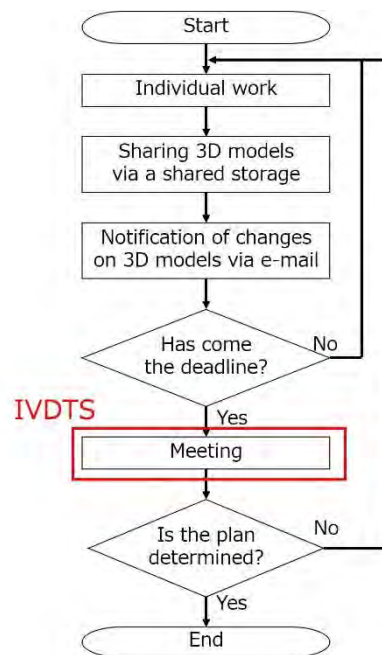 Start
Individual work
Sharing 3D models
via a shared storage
Notification of changes
on 3D models via e-mail
Has come
the deadline?
No
Yes
IVDTS
Meeting
Is the plan
determined?
No
Yes
End